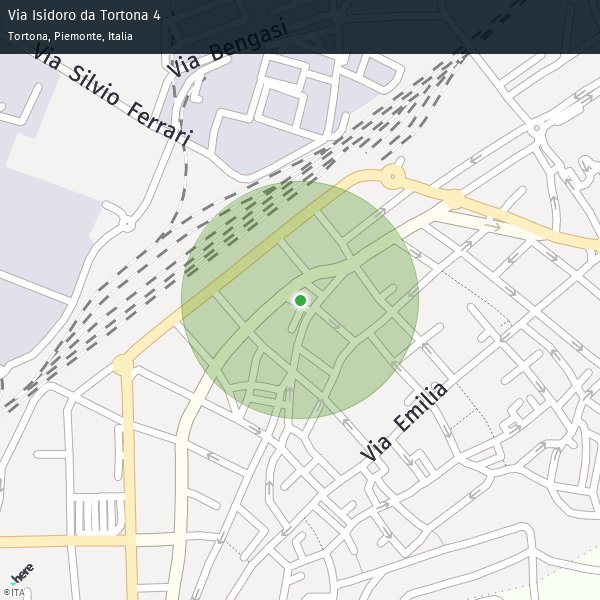 Via Isidoro da Tortona 4
Tortona, Piemonte, Italia
Via Bengasi
Via Silvio Ferrari
Via Emilia
here
©ITA